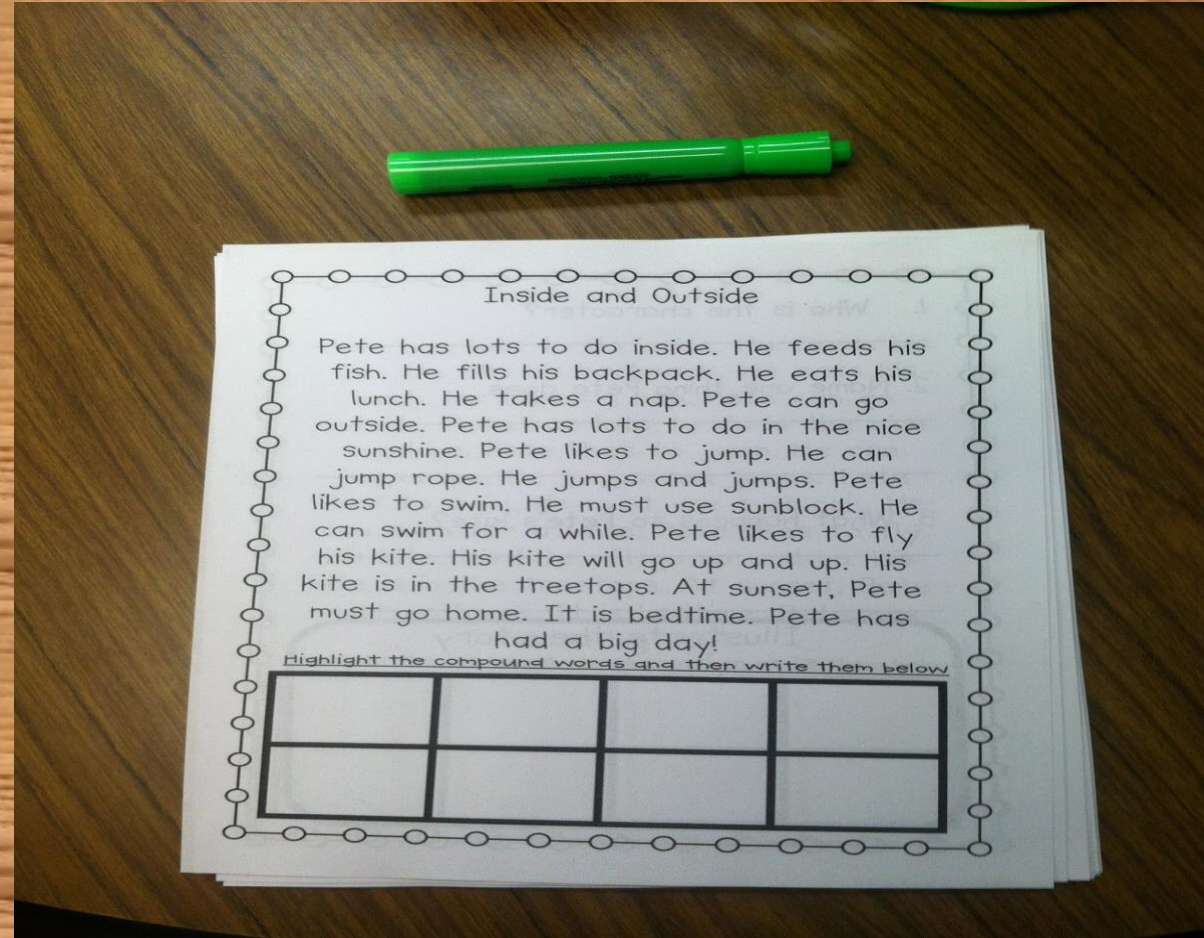 Inside and Outside
Pete has lots to do inside. He feeds his
fish. He fills his backpack. He eats his
lunch. He takes a nap. Pete can go
outside. Pete has lots to do in the nice
sunshine. Pete likes to jump. He can
jump rope. He jumps and jumps. Pete
likes to swim. He must use sunblock. He
can swim for a while. Pete likes to fly
his kite. His kite will go up and up. His
kite is in the treetops. At sunset, Pete
must go home. It is bedtime. Pete has
had a big day!
Highlight the compound words and then write them below